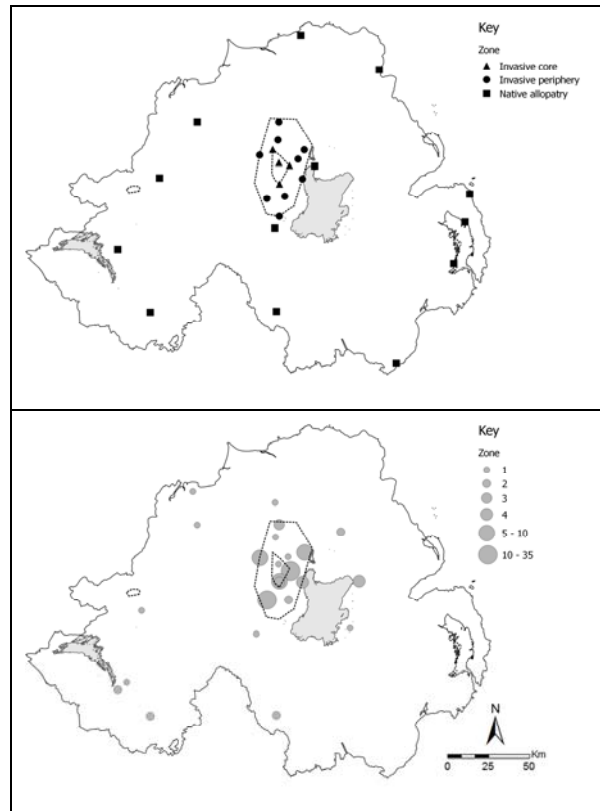 Key
Zone
Invasive core
Invasive periphery
Native allopatry
Key
Zone
1
2
3
4
5 - 10
10 - 35
N
Km
0 25 50